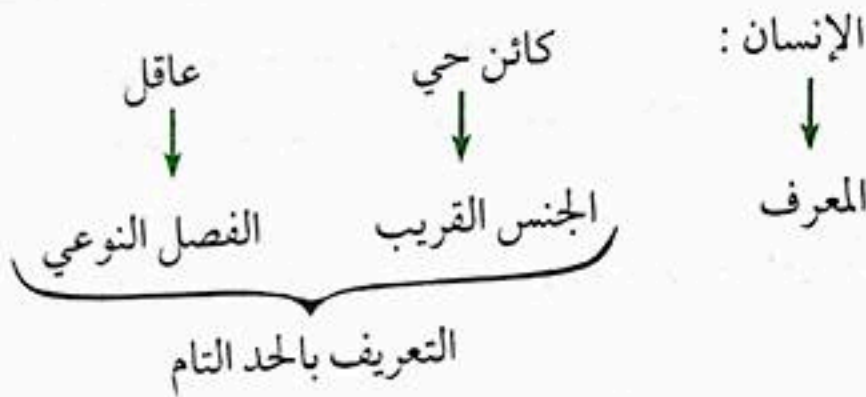 الإنسان : كائن حي عاقل
المعرف الجنس القريب الفصل النوعي
التعريف بالحد التام